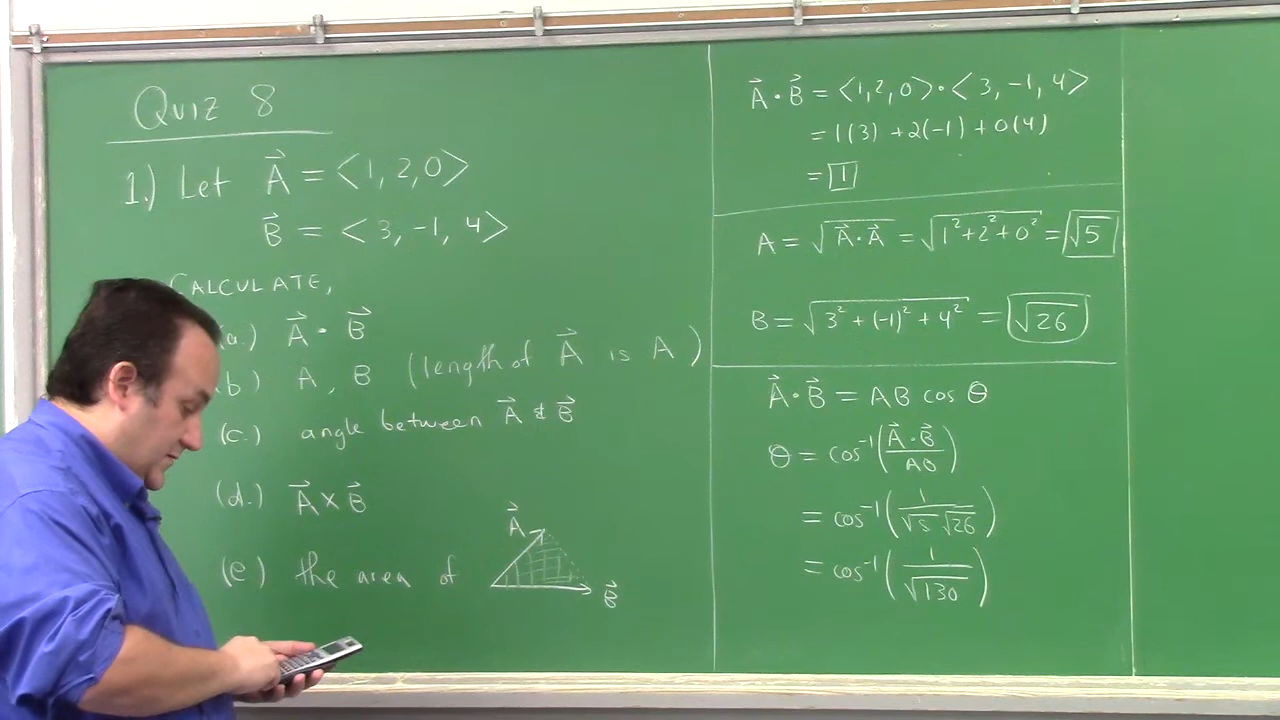 Quiz 8
1.) Let A⃗ = <1, 2, 0>
B⃗ = <3, -1, 4>
CALCULATE,
(a.) A⃗ · B⃗
(b) A, B (length of A⃗ is A)
(c.) angle between A⃗ & B⃗
(d.) A⃗ × B⃗
(e) the area of
A⃗
B⃗
A⃗ · B⃗ = <1, 2, 0> · <3, -1, 4>
= 1(3) + 2(-1) + 0(4)
= 1
A = √(A⃗ · A⃗) = √(1² + 2² + 0²) = √5
B = √(3² + (-1)² + 4²) = √26
A⃗ · B⃗ = AB cos θ
θ = cos⁻¹(A⃗ · B⃗ / AB)
= cos⁻¹(1 / √5 √26)
= cos⁻¹(1 / √130)